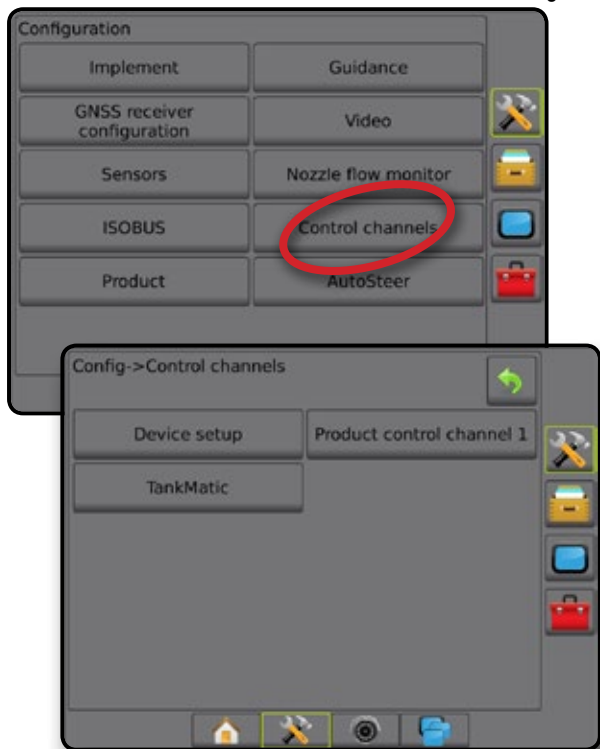 Configuration
Implement
Guidance
GNSS receiver
configuration
Video
Sensors
Nozzle flow monitor
ISOBUS
Control channels
Product
AutoSteer
Config->Control channels
Device setup
Product control channel 1
TankMatic